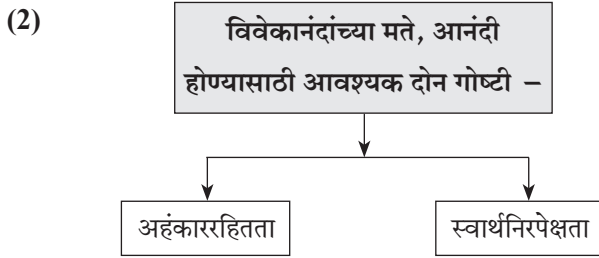 (2)
विवेकानंदांच्या मते, आनंदी
होण्यासाठी आवश्यक दोन गोष्टी –
अहंकाररहितता
स्वार्थनिरपेक्षता